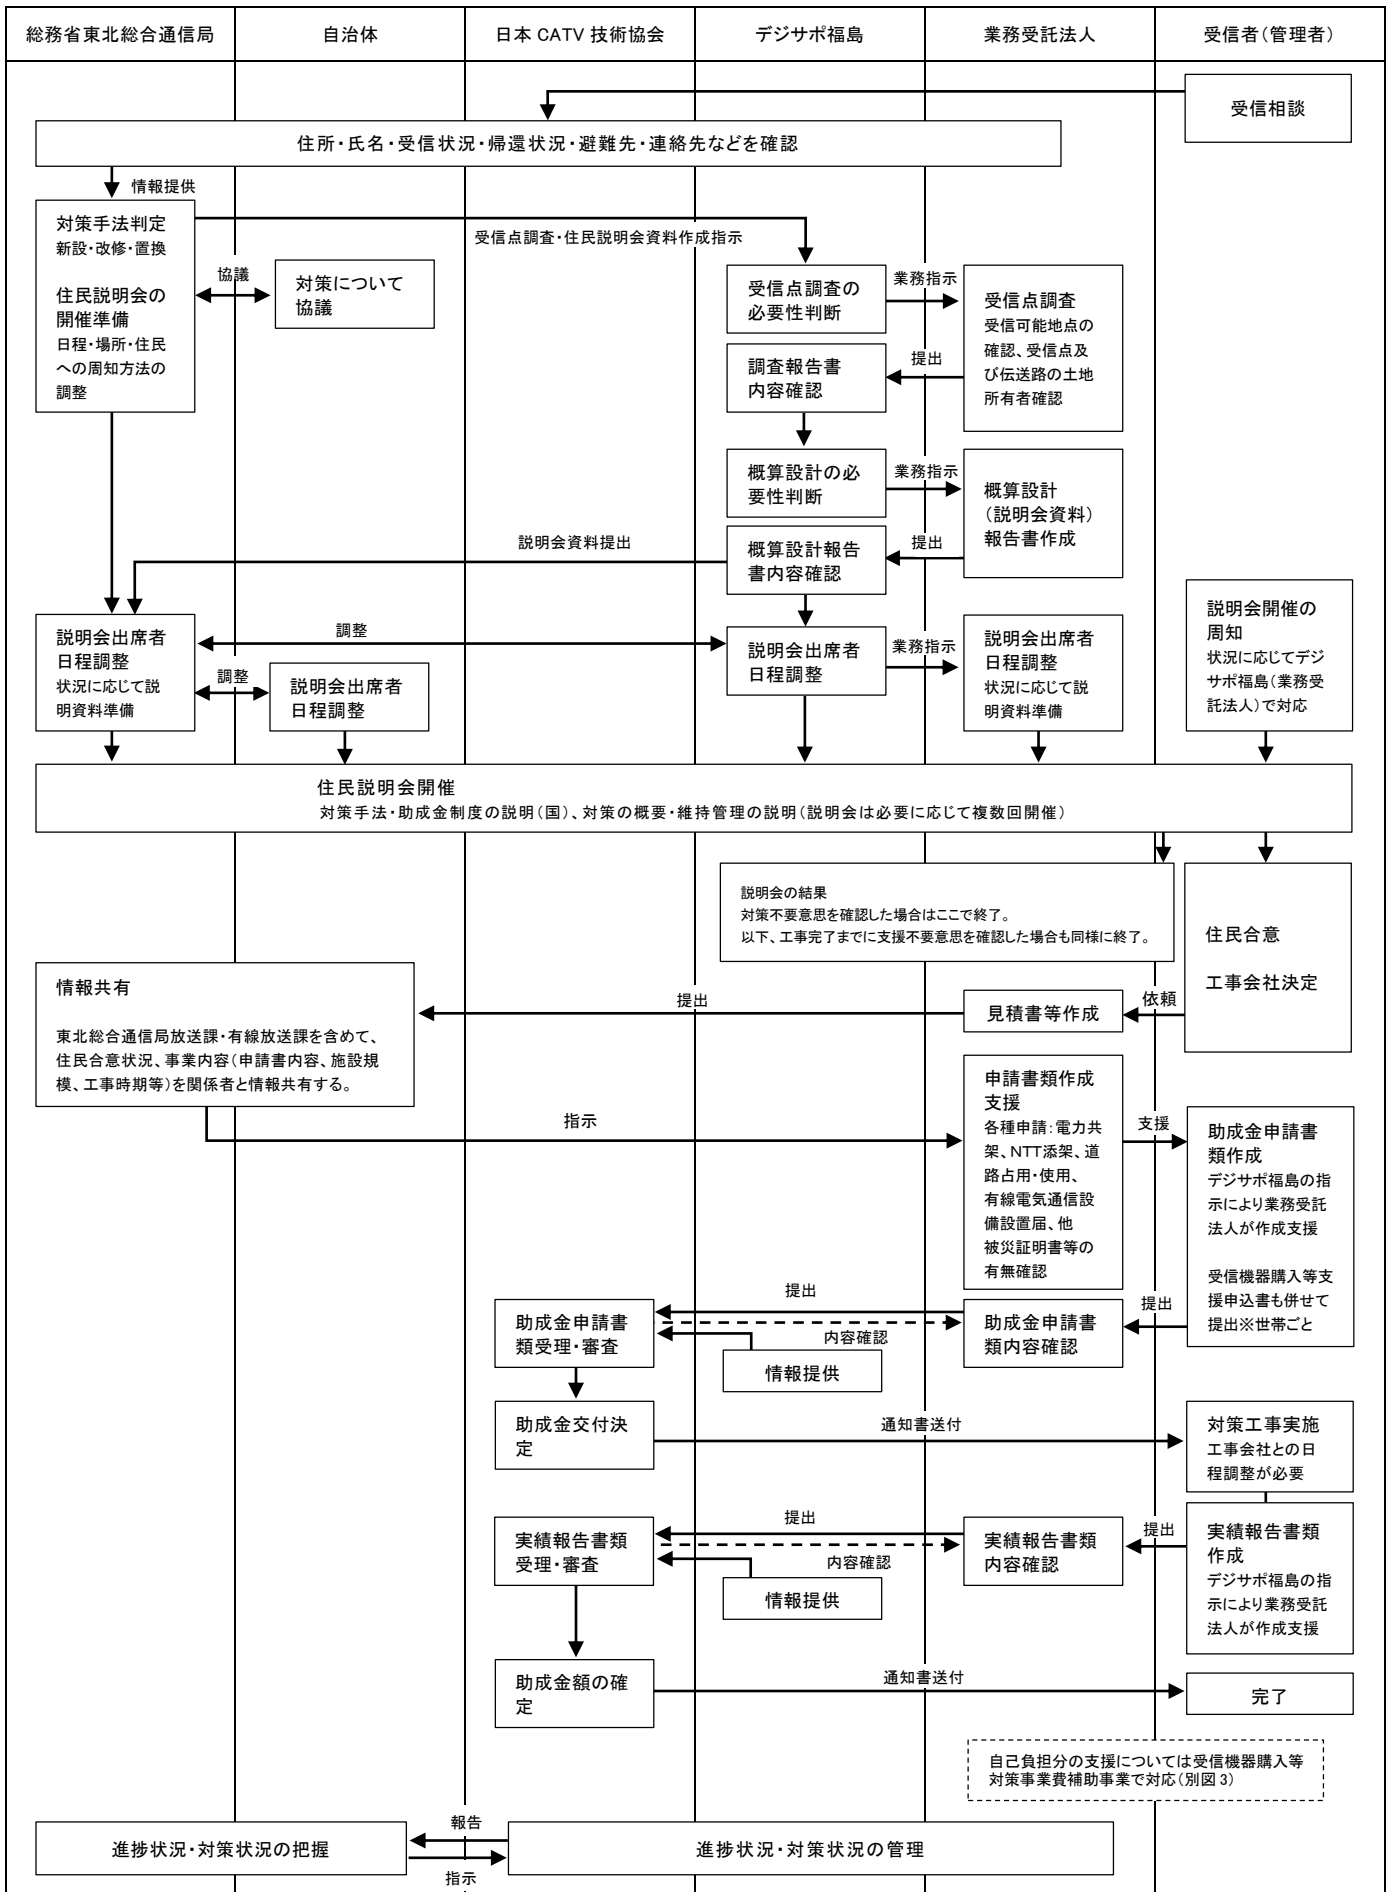 総務省東北総合通信局
自治体
日本 CATV 技術協会
デジサポ福島
業務受託法人
受信者（管理者）
受信相談
住所・氏名・受信状況・帰還状況・避難先・連絡先などを確認
情報提供
対策手法判定
新設・改修・置換
住民説明会の
開催準備
日程・場所・住民
への周知方法の
調整
協議
対策について
協議
受信点調査・住民説明会資料作成指示
受信点調査の
必要性判断
業務指示
受信点調査
受信可能地点の
確認、受信点及
び伝送路の土地
所有者確認
提出
調査報告書
内容確認
概算設計の必
要性判断
業務指示
概算設計
（説明会資料）
報告書作成
提出
概算設計報告
書内容確認
説明会資料提出
説明会出席者
日程調整
状況に応じて説
明資料準備
調整
調整
説明会出席者
日程調整
説明会出席者
日程調整
業務指示
説明会出席者
日程調整
状況に応じて説
明資料準備
説明会開催の
周知
状況に応じてデジ
サポ福島（業務受
託法人）で対応
住民説明会開催
対策手法・助成金制度の説明（国）、対策の概要・維持管理の説明（説明会は必要に応じて複数回開催）
説明会の結果
対策不要意思を確認した場合はここで終了。
以下、工事完了までに支援不要意思を確認した場合も同様に終了。
住民合意
工事会社決定
依頼
見積書等作成
提出
情報共有
東北総合通信局放送課・有線放送課を含めて、
住民合意状況、事業内容（申請書内容、施設規
模、工事時期等）を関係者と情報共有する。
指示
申請書類作成
支援
各種申請：電力共
架、NTT添架、道
路占用・使用、
有線電気通信設
備設置届、他
被災証明書等の
有無確認
支援
助成金申請書
類作成
デジサポ福島の指
示により業務受託
法人が作成支援
受信機器購入等支
援申込書も併せて
提出※世帯ごと
提出
助成金申請書
類内容確認
提出
内容確認
助成金申請書
類受理・審査
情報提供
助成金交付決
定
通知書送付
対策工事実施
工事会社との日
程調整が必要
実績報告書類
作成
デジサポ福島の指
示により業務受託
法人が作成支援
提出
実績報告書類
内容確認
提出
内容確認
実績報告書類
受理・審査
情報提供
助成金額の確
定
通知書送付
完了
自己負担分の支援については受信機器購入等
対策事業費補助事業で対応（別図 3）
進捗状況・対策状況の把握
報告
指示
進捗状況・対策状況の管理